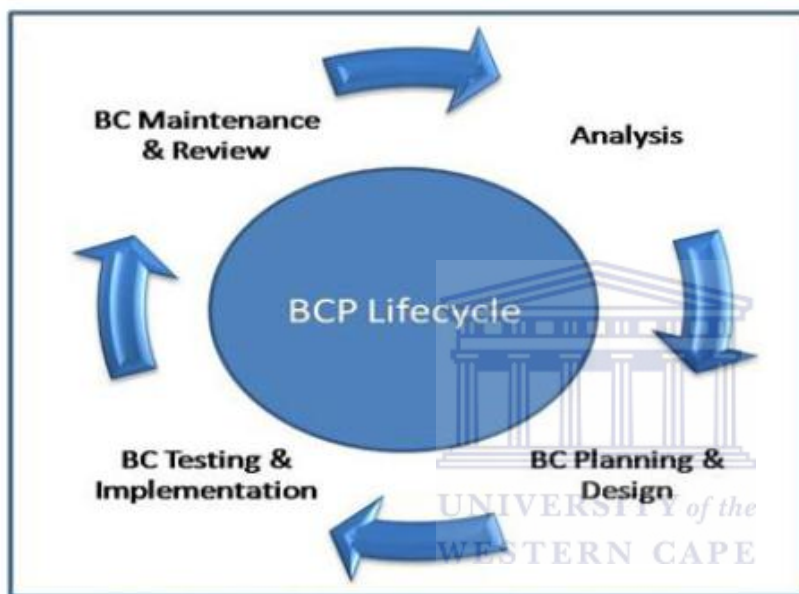 BC Maintenance
& Review
Analysis
BCP Lifecycle
BC Testing &
Implementation
BC Planning &
Design
UNIVERSITY of the
WESTERN CAPE